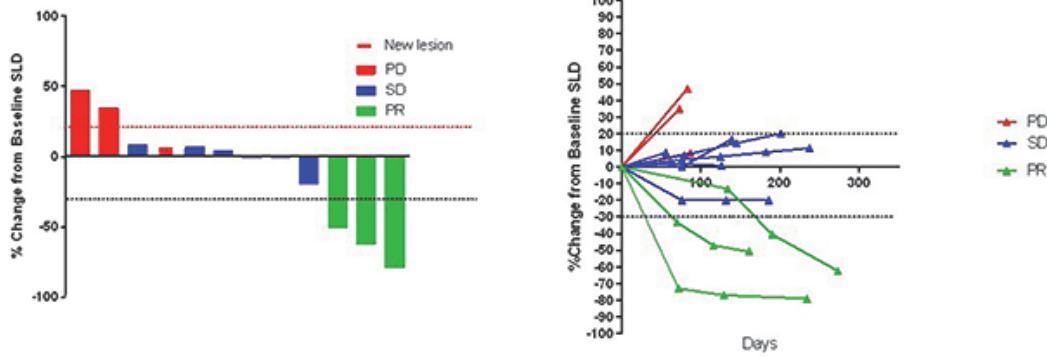 % Change from Baseline SLD
100
50
0
-50
-100
New lesion
PD
SD
PR
%Change from Baseline SLD
100
90
80
70
60
50
40
30
20
10
0
-10
-20
-30
-40
-50
-60
-70
-80
-90
-100
100
200
300
Days
PD
SD
PR